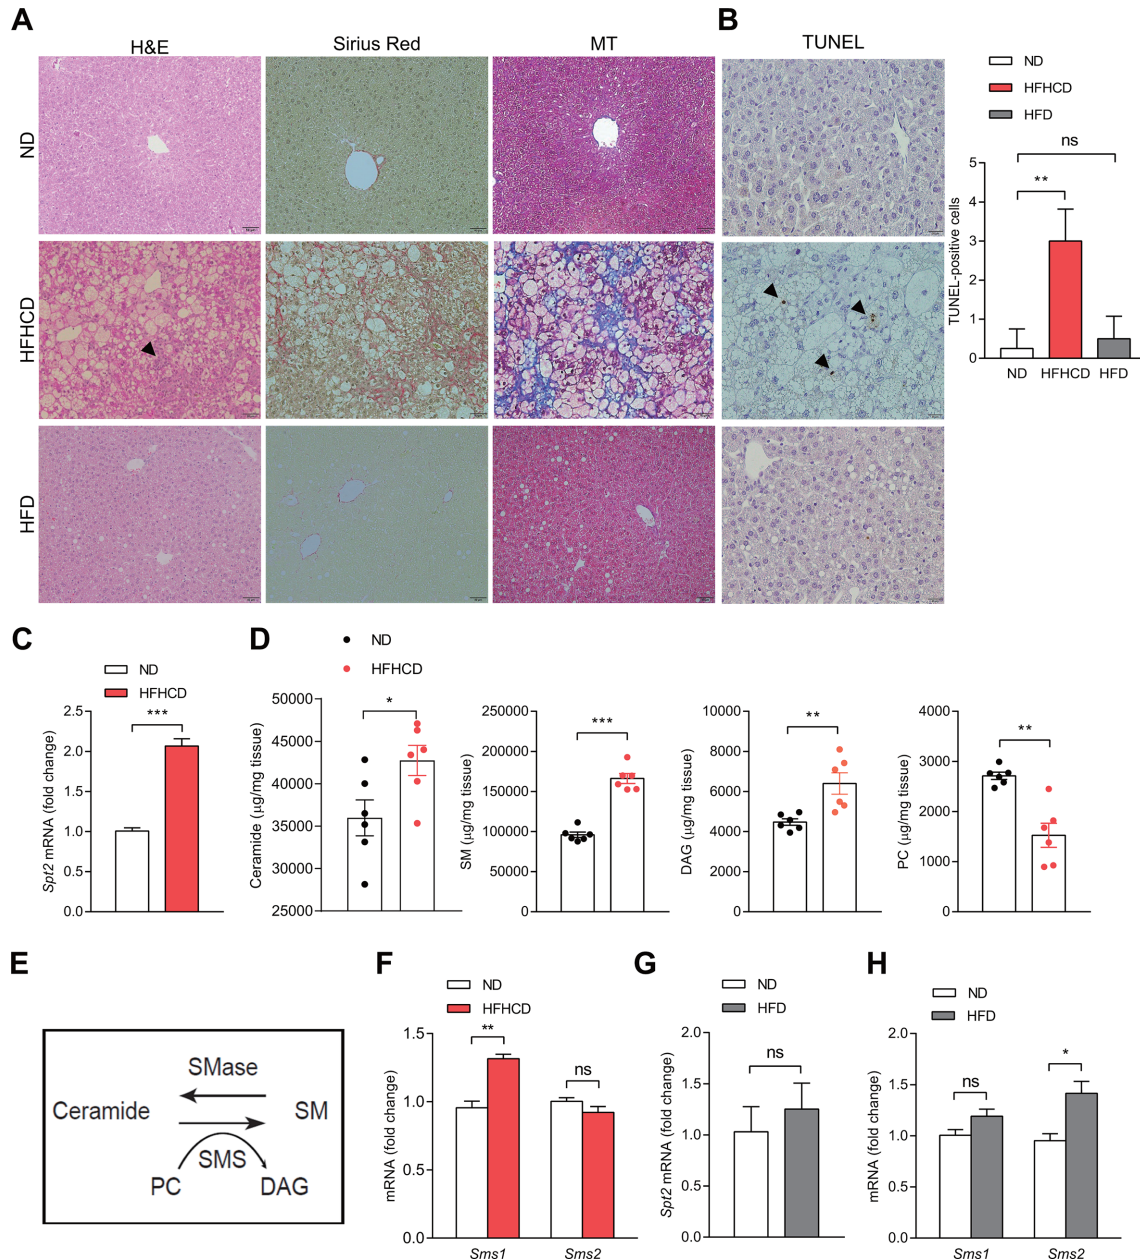 A
B
H&E
Sirius Red
MT
TUNEL
ND
HFHCD
HFD
ND
HFHCD
HFD
ns
**
TUNEL-positive cells
5
4
3
2
1
0
ND HFHCD HFD
C
D
ND
HFHCD
***
Spt2 mRNA (fold change)
2.5
2.0
1.5
1.0
0.5
0.0
ND
HFHCD
*
Ceramide (µg/mg tissue)
50000
45000
40000
35000
30000
25000
***
SM (µg/mg tissue)
250000
200000
150000
100000
50000
0
**
DAG (µg/mg tissue)
10000
8000
6000
4000
2000
0
**
PC (µg/mg tissue)
4000
3000
2000
1000
0
E
SMase
Ceramide SM
SMS
PC DAG
F
ND
HFHCD
**
ns
mRNA (fold change)
1.5
1.0
0.5
0.0
Sms1 Sms2
G
ND
HFD
ns
Spt2 mRNA (fold change)
2.0
1.5
1.0
0.5
0.0
H
ND
HFD
ns
*
mRNA (fold change)
2.0
1.5
1.0
0.5
0.0
Sms1 Sms2